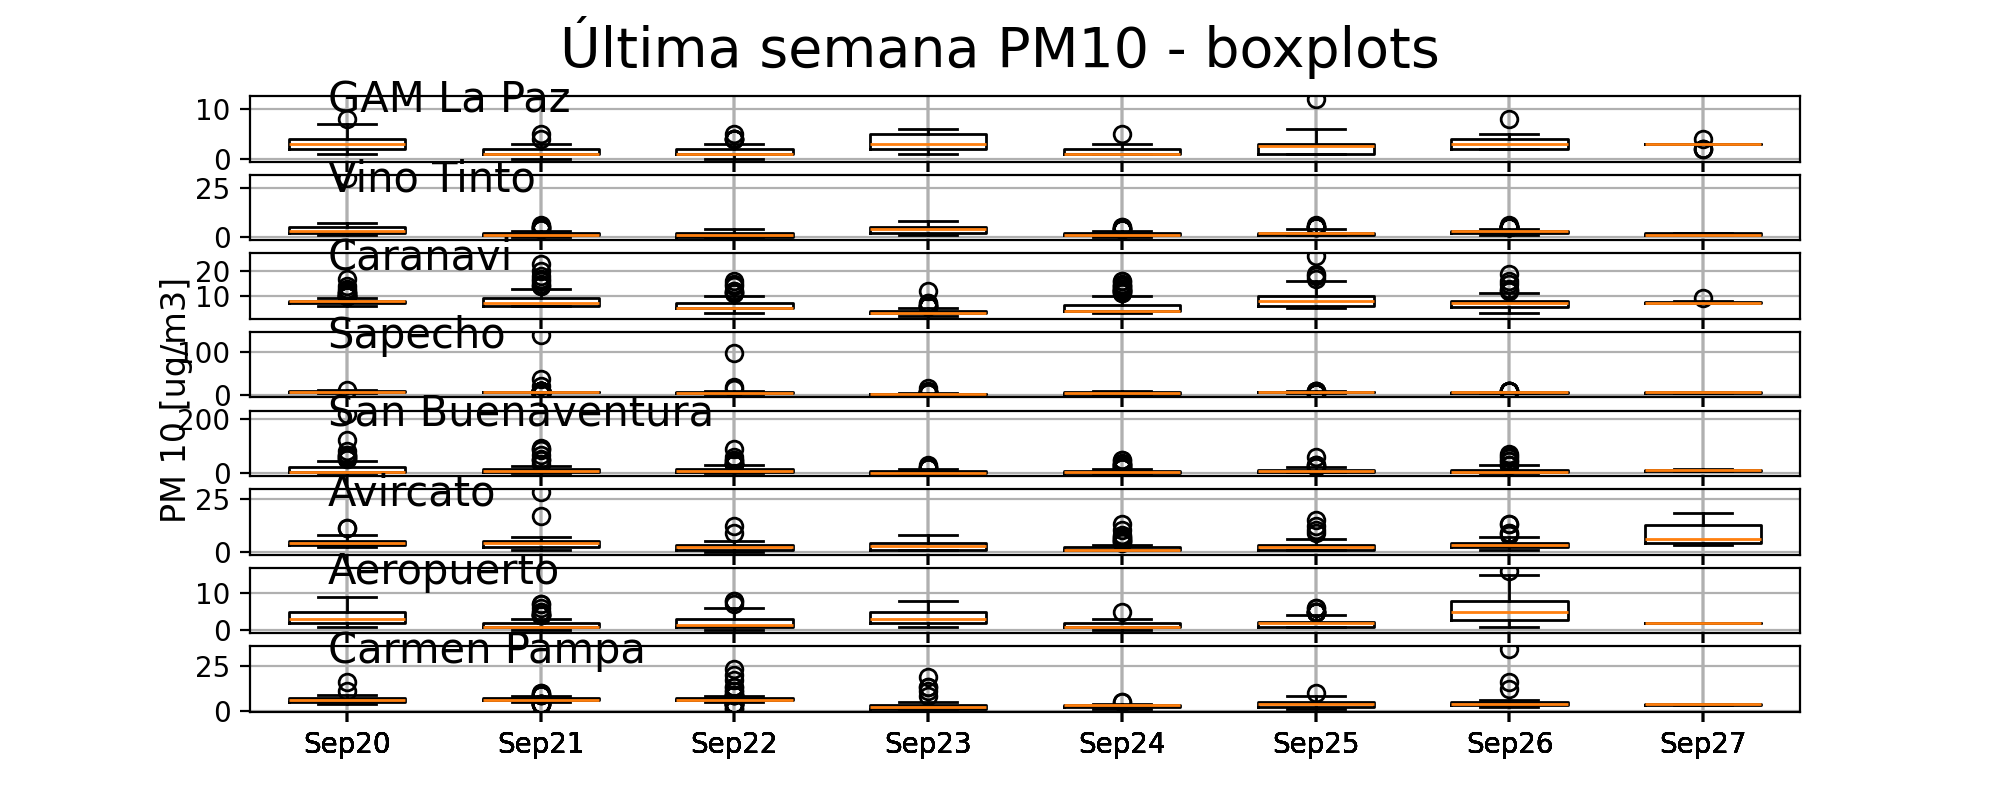 Última semana PM10 - boxplots
GAM La Paz
10
0
Vino Tinto
25
0
Caranavi
20
10
Sapecho
100
0
PM 10 [ug/m3]
San Buenaventura
200
0
Avircato
25
0
Aeropuerto
10
0
Carmen Pampa
25
0
Sep20 Sep21 Sep22 Sep23 Sep24 Sep25 Sep26 Sep27